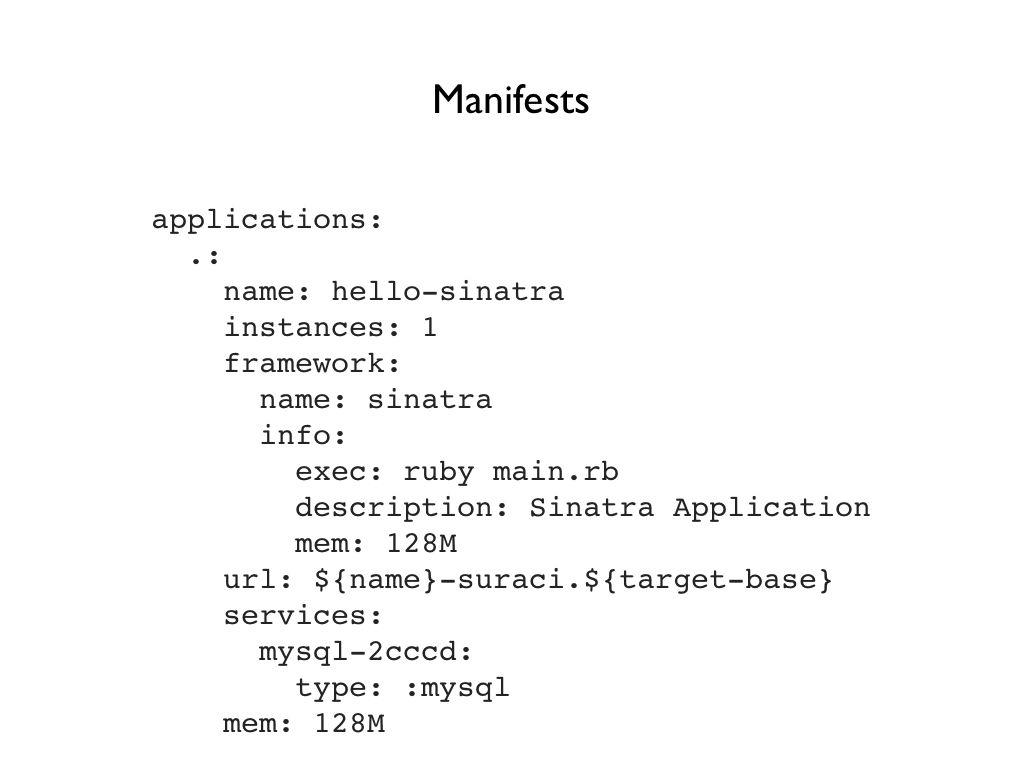 Manifests
applications:
  .:
    name: hello-sinatra
    instances: 1
    framework:
      name: sinatra
      info:
        exec: ruby main.rb
        description: Sinatra Application
        mem: 128M
    url: ${name}-suraci.${target-base}
    services:
      mysql-2cccd:
        type: :mysql
    mem: 128M